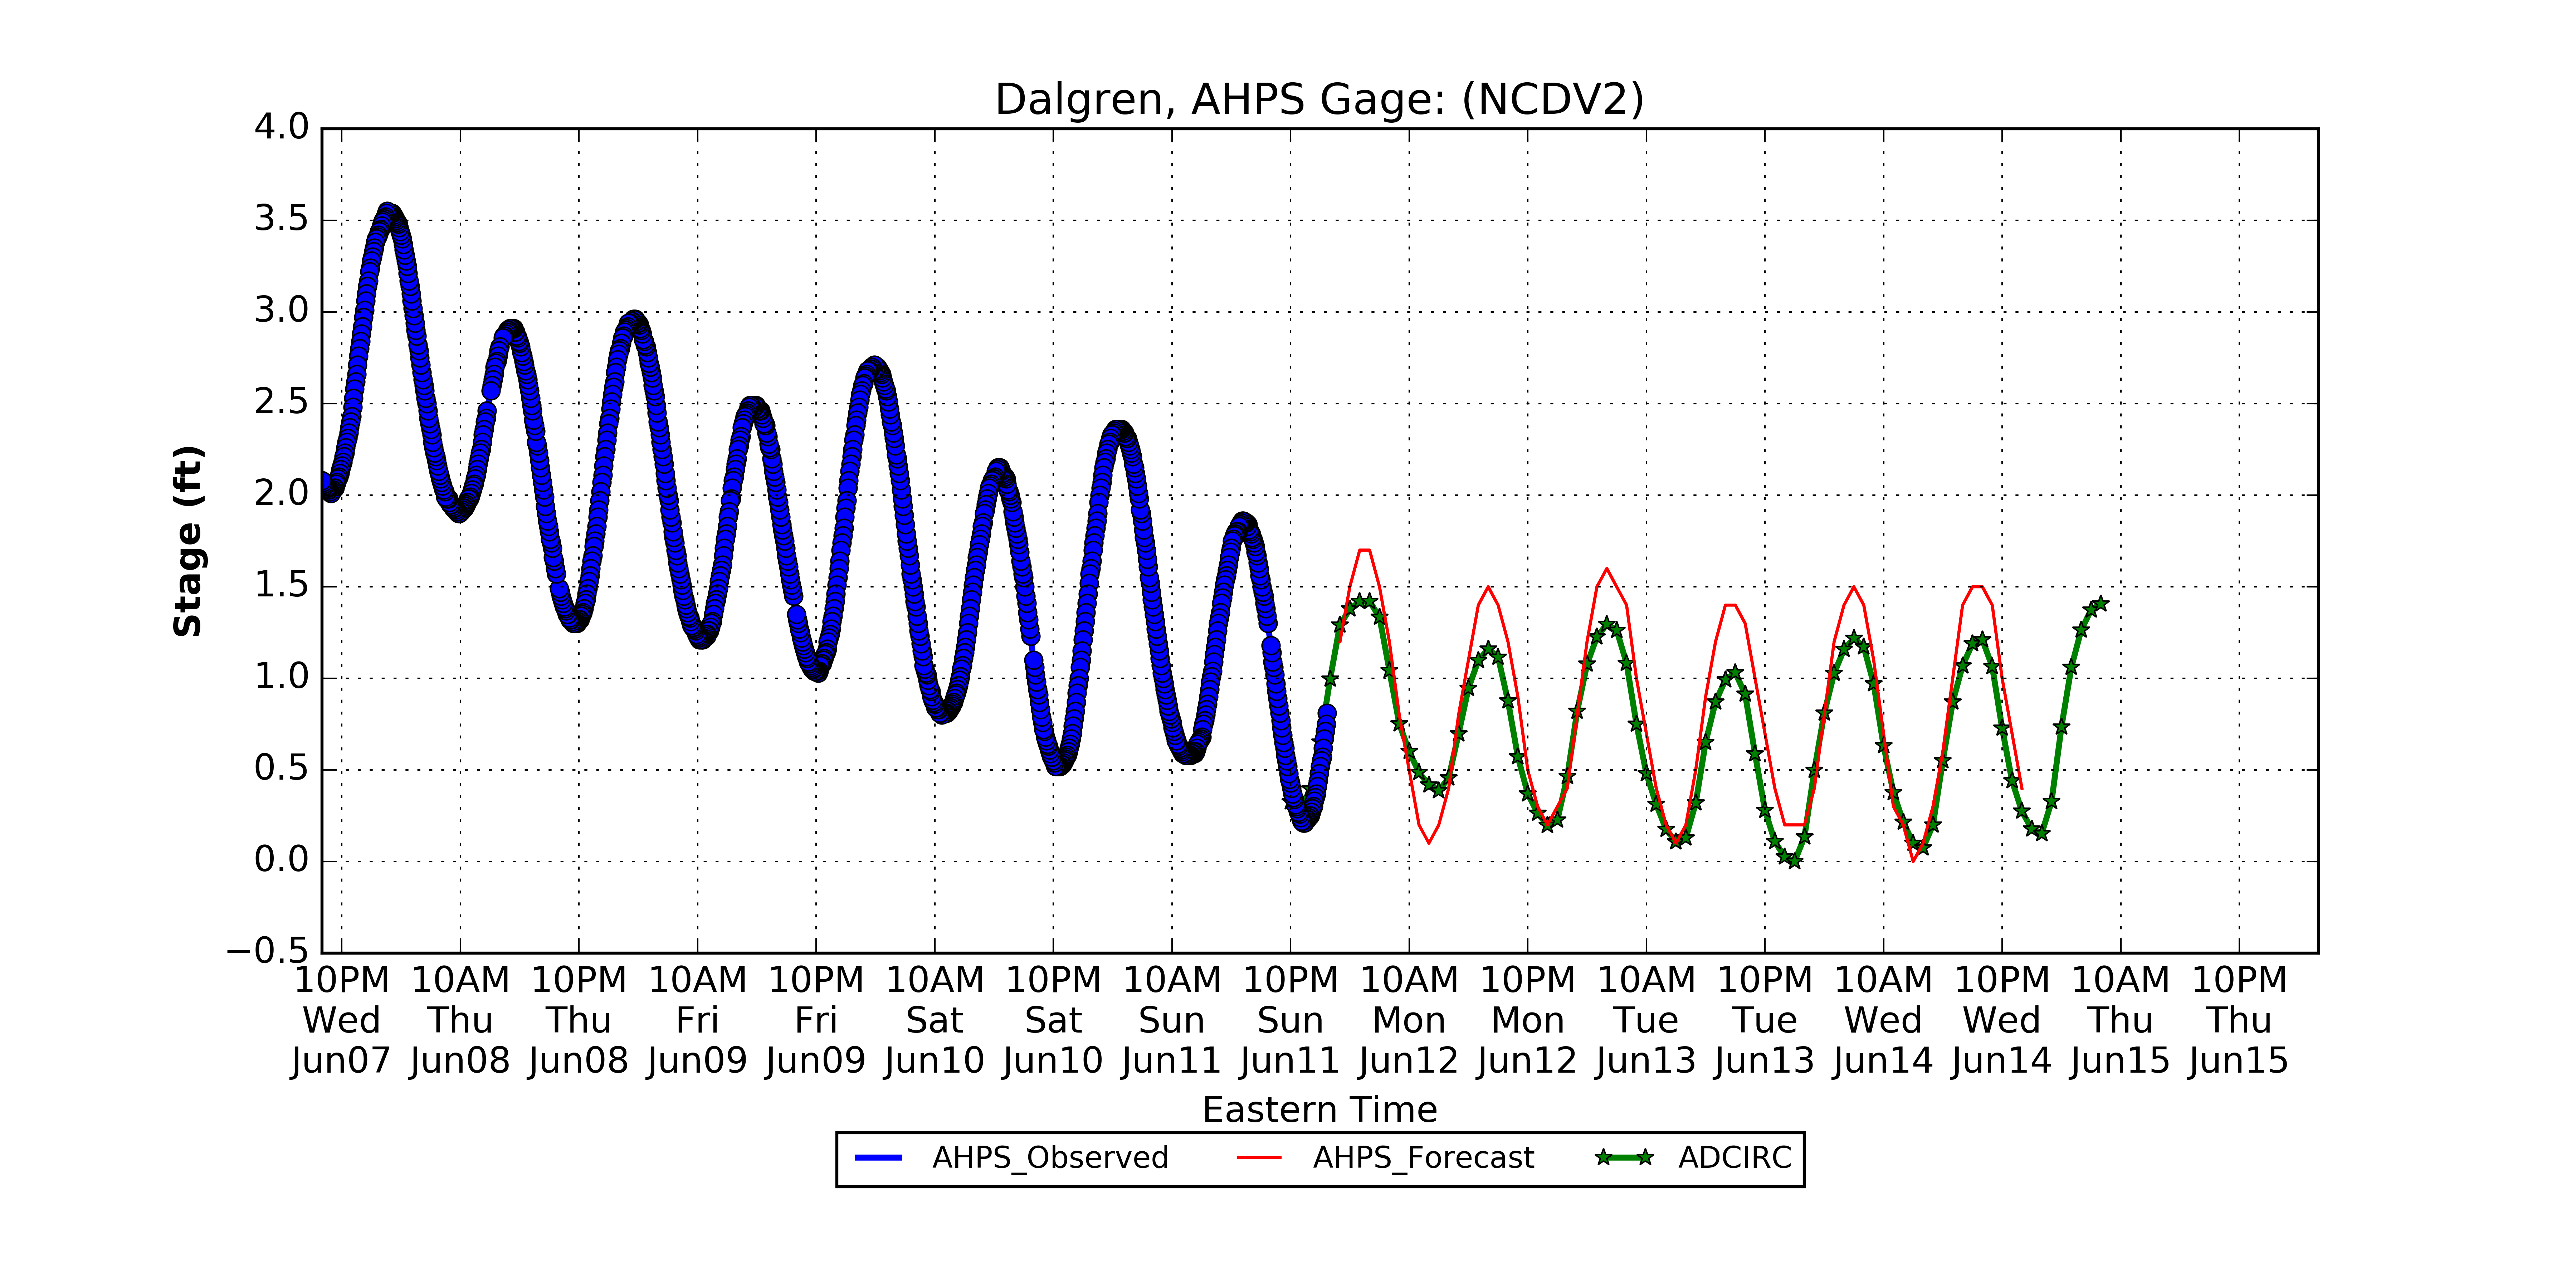 Dalgren, AHPS Gage: (NCDV2)
4.0
3.5
3.0
2.5
2.0
1.5
1.0
0.5
0.0
−0.5
Stage (ft)
10PM 10AM 10PM 10AM 10PM 10AM 10PM 10AM 10PM 10AM 10PM 10AM 10PM 10AM 10PM 10AM 10PM
Wed Thu Thu Fri Fri Sat Sat Sun Sun Mon Mon Tue Tue Wed Wed Thu Thu
Jun07 Jun08 Jun08 Jun09 Jun09 Jun10 Jun10 Jun11 Jun11 Jun12 Jun12 Jun13 Jun13 Jun14 Jun14 Jun15 Jun15
Eastern Time
AHPS_Observed AHPS_Forecast ADCIRC